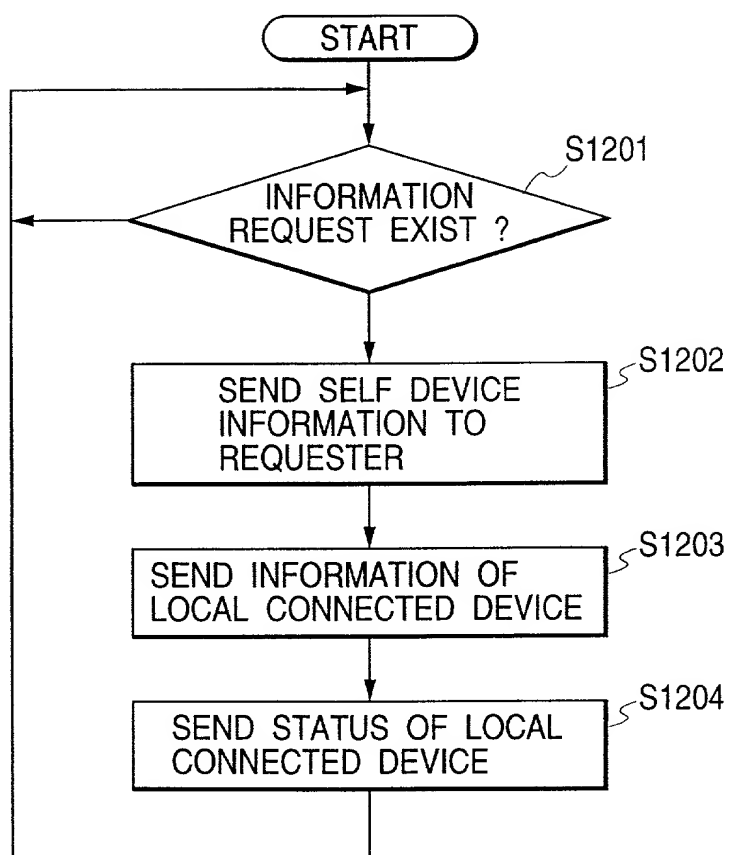 START
S1201
INFORMATION
REQUEST EXIST ?
S1202
SEND SELF DEVICE
INFORMATION TO
REQUESTER
S1203
SEND INFORMATION OF
LOCAL CONNECTED DEVICE
S1204
SEND STATUS OF LOCAL
CONNECTED DEVICE